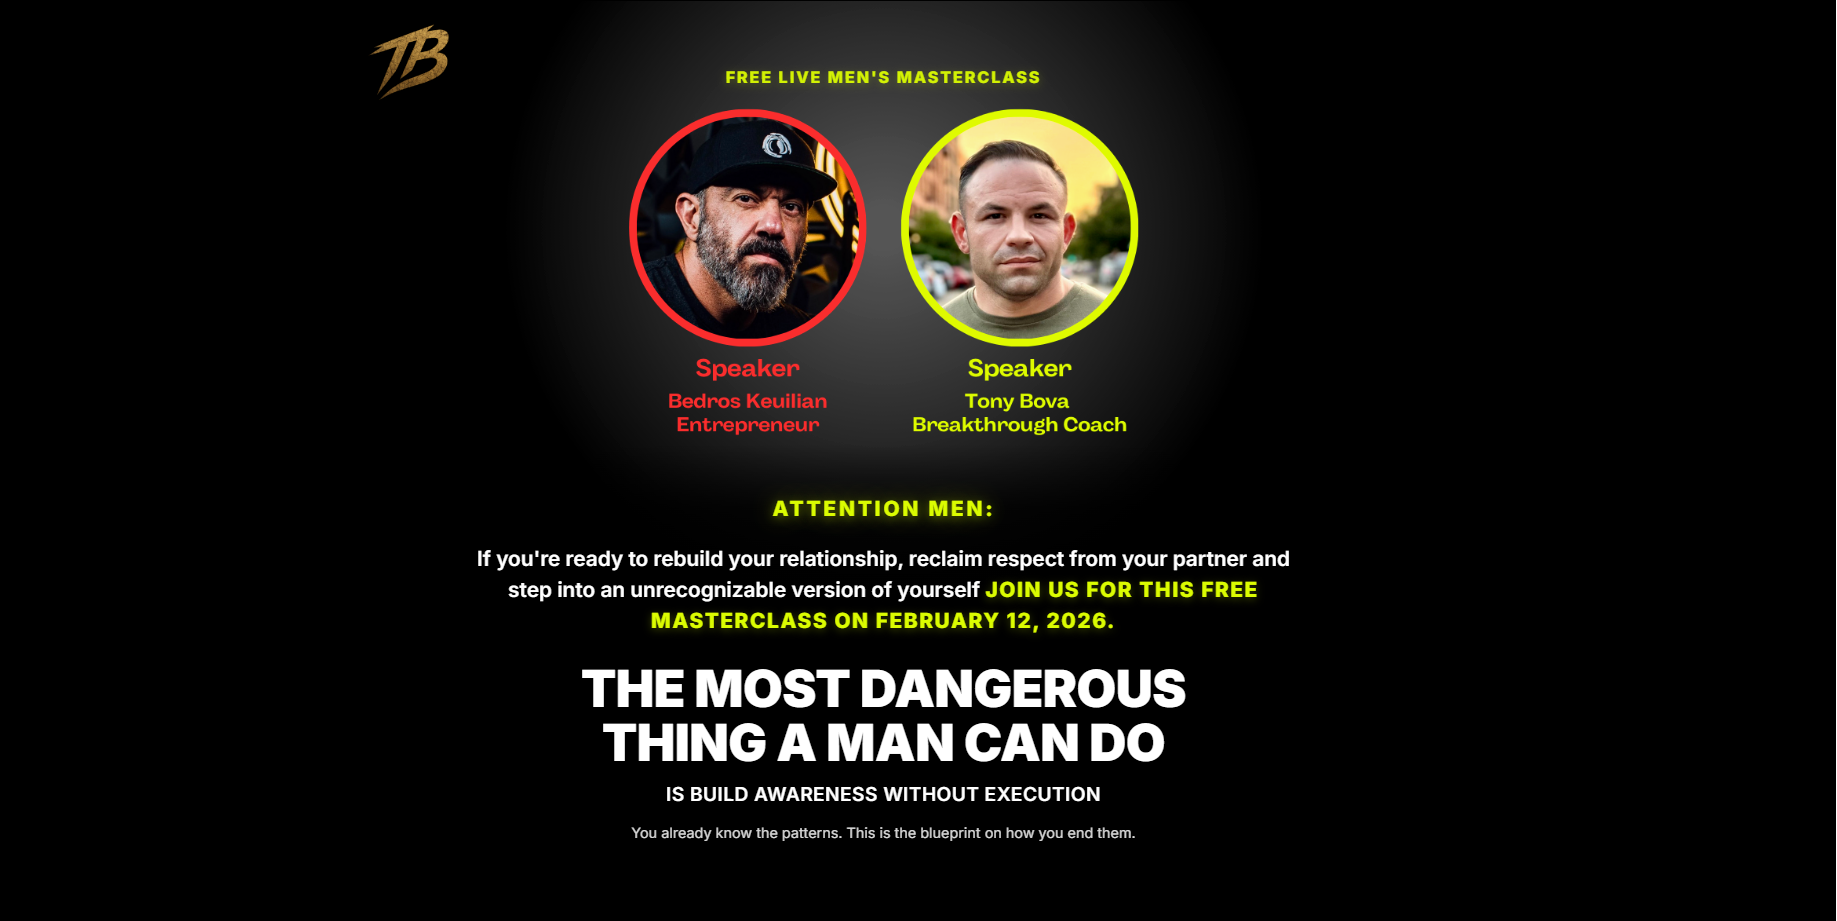 TB
FREE LIVE MEN'S MASTERCLASS
Speaker
Bedros Keuilian
Entrepreneur
Speaker
Tony Bova
Breakthrough Coach
ATTENTION MEN:
If you're ready to rebuild your relationship, reclaim respect from your partner and
step into an unrecognizable version of yourself JOIN US FOR THIS FREE
MASTERCLASS ON FEBRUARY 12, 2026.
THE MOST DANGEROUS
THING A MAN CAN DO
IS BUILD AWARENESS WITHOUT EXECUTION
You already know the patterns. This is the blueprint on how you end them.